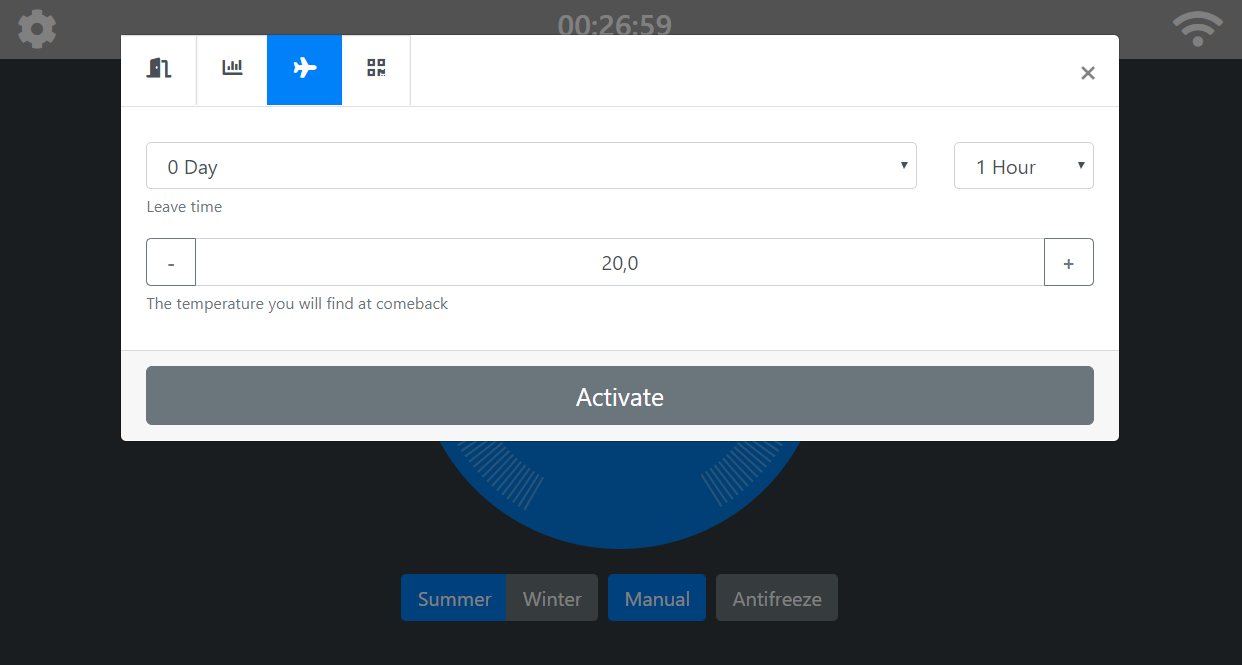 00:26:59
×
0 Day
1 Hour
Leave time
-
20,0
+
The temperature you will find at comeback
Activate
Summer
Winter
Manual
Antifreeze